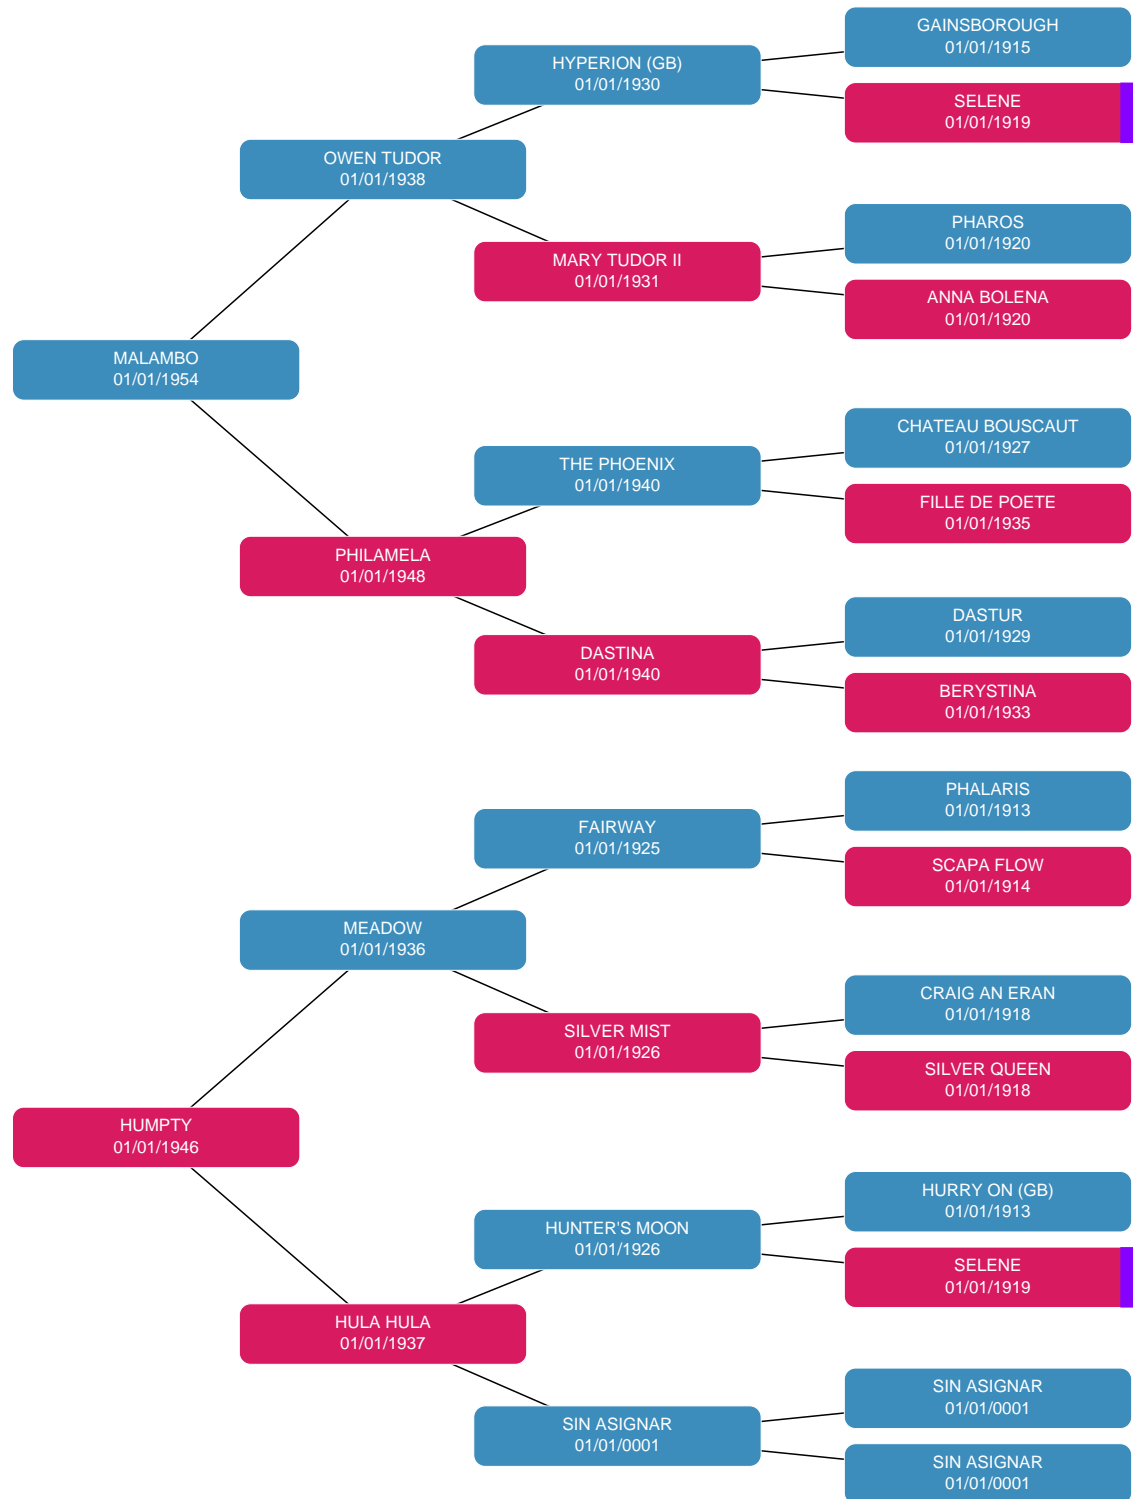 GAINSBOROUGH
01/01/1915
HYPERION (GB)
01/01/1930
SELENE
01/01/1919
OWEN TUDOR
01/01/1938
PHAROS
01/01/1920
MARY TUDOR II
01/01/1931
ANNA BOLENA
01/01/1920
MALAMBO
01/01/1954
CHATEAU BOUSCAUT
01/01/1927
THE PHOENIX
01/01/1940
FILLE DE POETE
01/01/1935
PHILAMELA
01/01/1948
DASTUR
01/01/1929
DASTINA
01/01/1940
BERYSTINA
01/01/1933
PHALARIS
01/01/1913
FAIRWAY
01/01/1925
SCAPA FLOW
01/01/1914
MEADOW
01/01/1936
CRAIG AN ERAN
01/01/1918
SILVER MIST
01/01/1926
SILVER QUEEN
01/01/1918
HUMPTY
01/01/1946
HURRY ON (GB)
01/01/1913
HUNTER'S MOON
01/01/1926
SELENE
01/01/1919
HULA HULA
01/01/1937
SIN ASIGNAR
01/01/0001
SIN ASIGNAR
01/01/0001
SIN ASIGNAR
01/01/0001